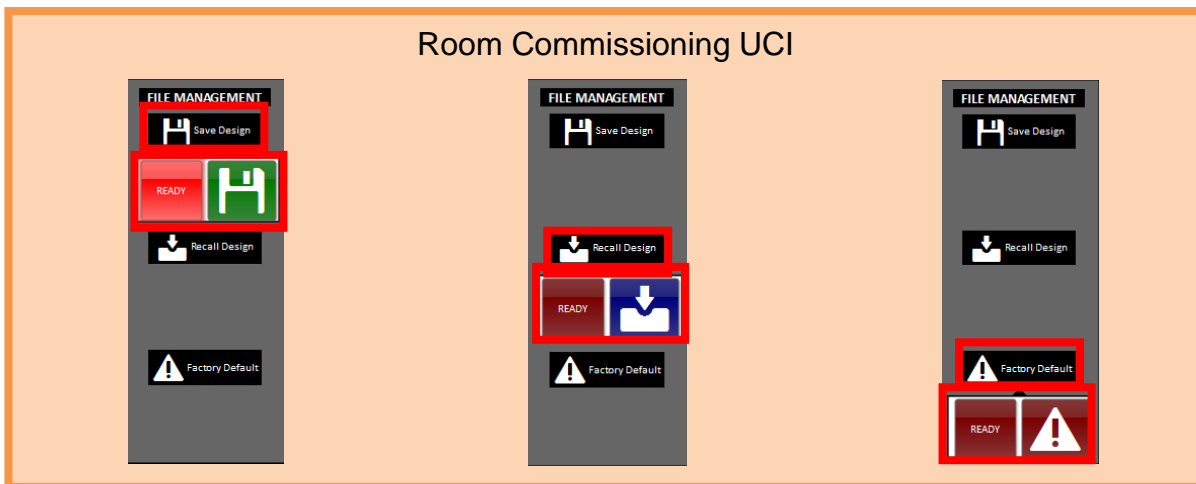 Room Commissioning UCI
FILE MANAGEMENT
Save Design
READY
Recall Design
Factory Default
FILE MANAGEMENT
Save Design
Recall Design
READY
Factory Default
FILE MANAGEMENT
Save Design
Recall Design
Factory Default
READY